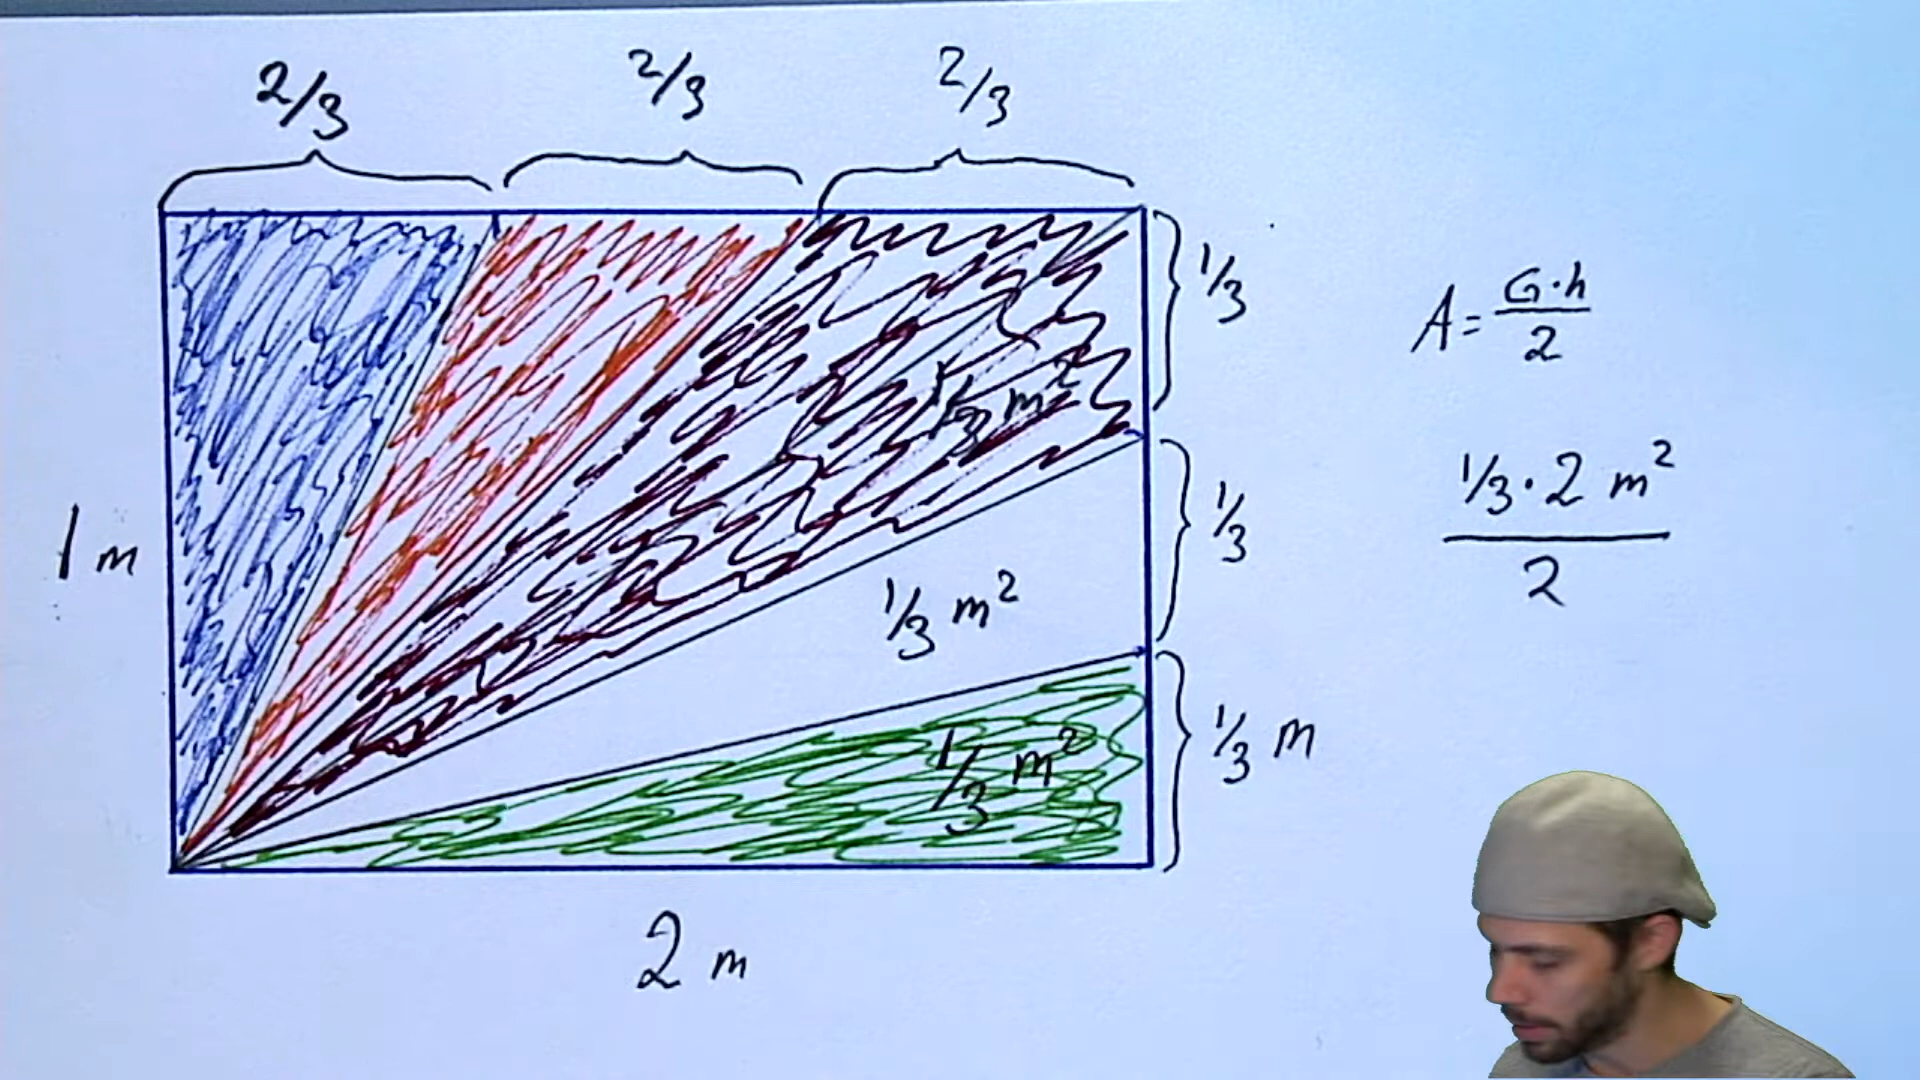 2/3 2/3 2/3
1/3
A = G·h / 2
1/3 m²
1/3 · 2 m² / 2
1/3
1 m
1/3 m²
1/3 m
1/3 m²
2 m